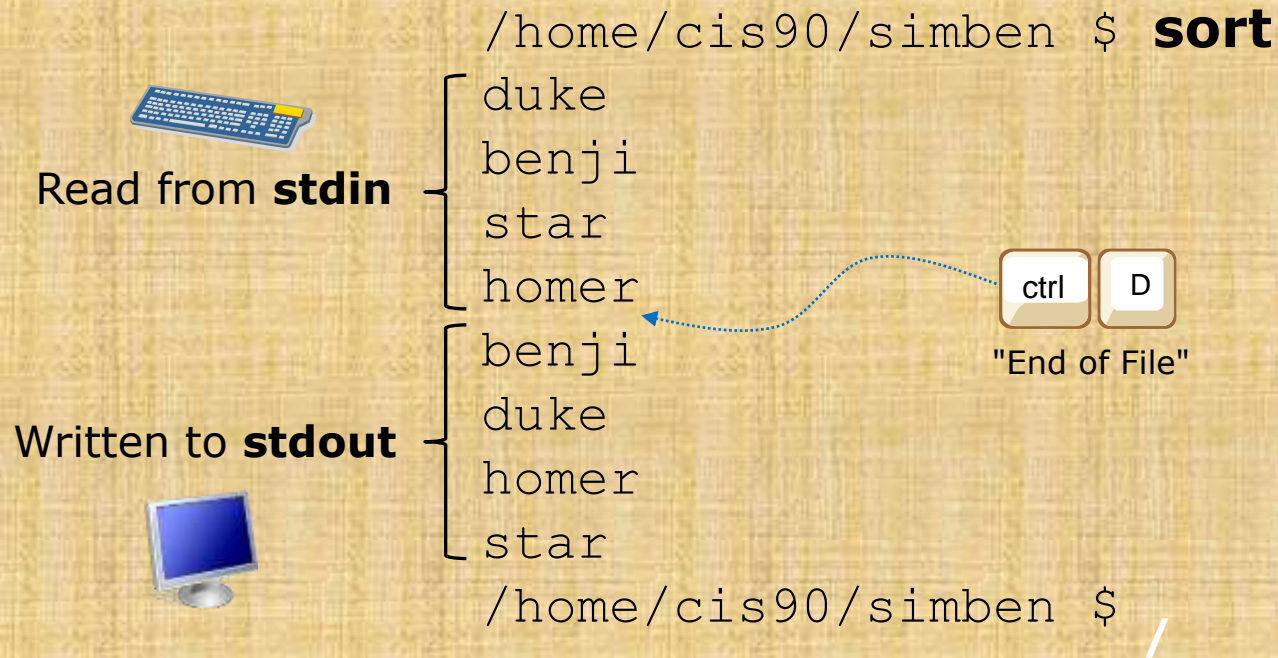 /home/cis90/simben $ sort
duke
benji
Read from stdin
star
homer
ctrl D
"End of File"
benji
duke
Written to stdout
homer
star
/home/cis90/simben $
/